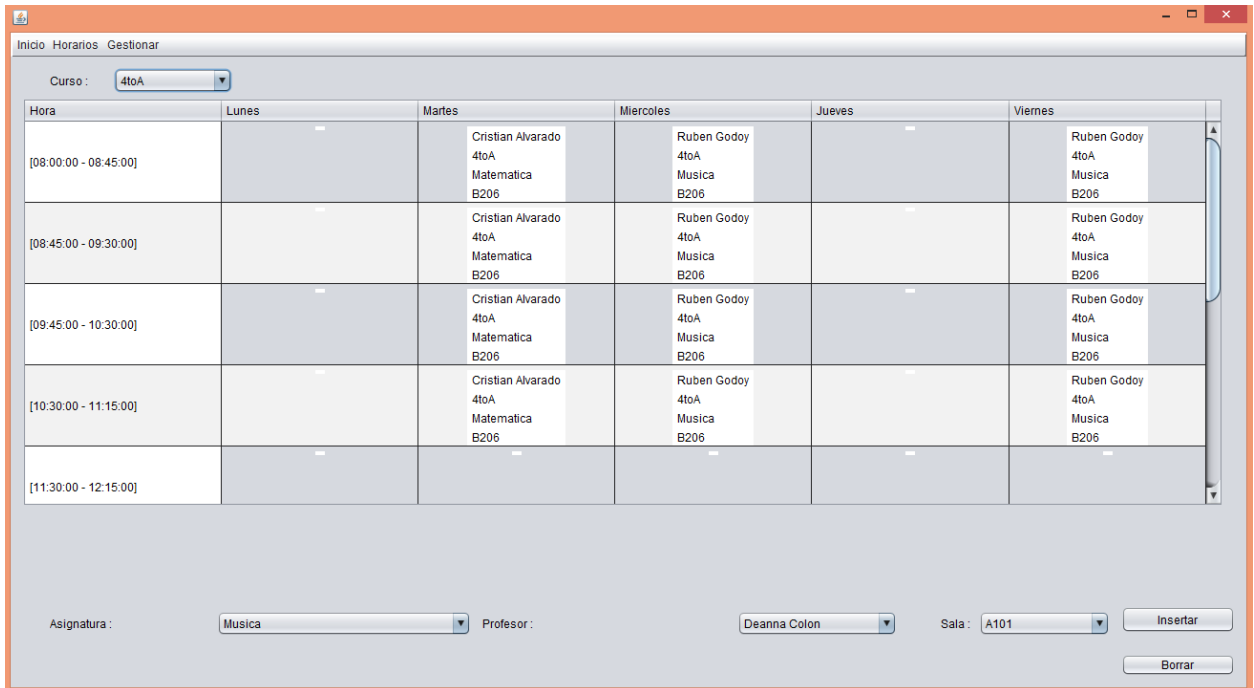 Inicio Horarios Gestionar
Curso : 4toA
Hora Lunes Martes Miercoles Jueves Viernes
[08:00:00 - 08:45:00]
Cristian Alvarado
4toA
Matematica
B206
Ruben Godoy
4toA
Musica
B206
Ruben Godoy
4toA
Musica
B206
[08:45:00 - 09:30:00]
Cristian Alvarado
4toA
Matematica
B206
Ruben Godoy
4toA
Musica
B206
Ruben Godoy
4toA
Musica
B206
[09:45:00 - 10:30:00]
Cristian Alvarado
4toA
Matematica
B206
Ruben Godoy
4toA
Musica
B206
Ruben Godoy
4toA
Musica
B206
[10:30:00 - 11:15:00]
Cristian Alvarado
4toA
Matematica
B206
Ruben Godoy
4toA
Musica
B206
Ruben Godoy
4toA
Musica
B206
[11:30:00 - 12:15:00]
Asignatura : Musica Profesor : Deanna Colon Sala : A101 Insertar
Borrar